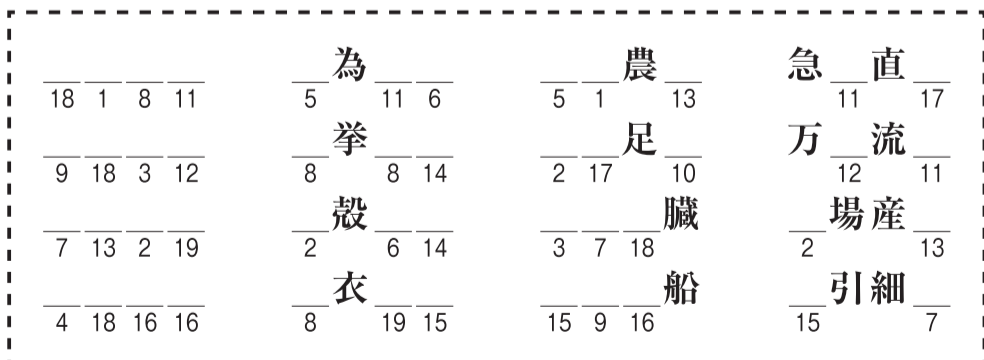 為 農 急 直
18 1 8 11 5 11 6 5 1 13 11 17
挙 足 万 流
9 18 3 12 8 8 14 2 17 10 12 11
殻 臓 場 産
7 13 2 19 2 6 14 3 7 18 2 13
衣 船 引 細
4 18 16 16 8 19 15 15 9 16 15 7